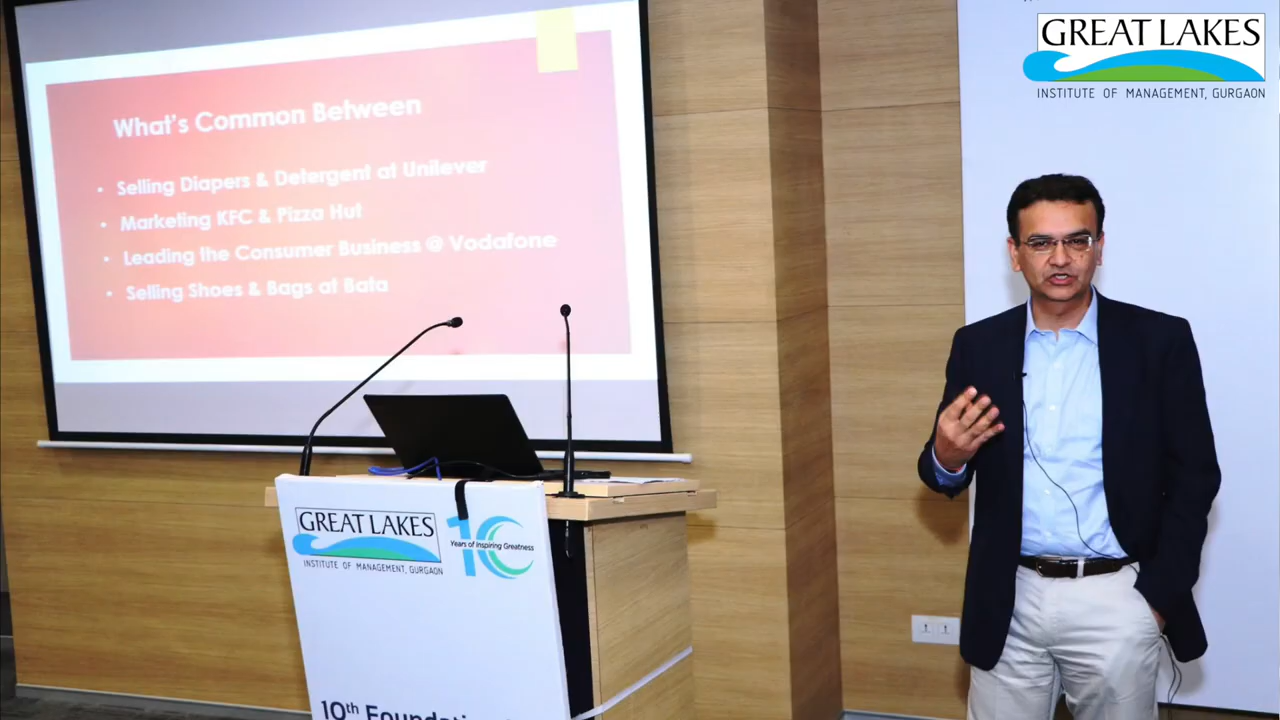 What's Common Between
• Selling Diapers & Detergent at Unilever
• Marketing KFC & Pizza Hut
• Leading the Consumer Business @ Vodafone
• Selling Shoes & Bags at Bata
GREAT LAKES
INSTITUTE OF MANAGEMENT, GURGAON
GREAT LAKES
INSTITUTE OF MANAGEMENT, GURGAON
10
Years of Inspiring Greatness
10th